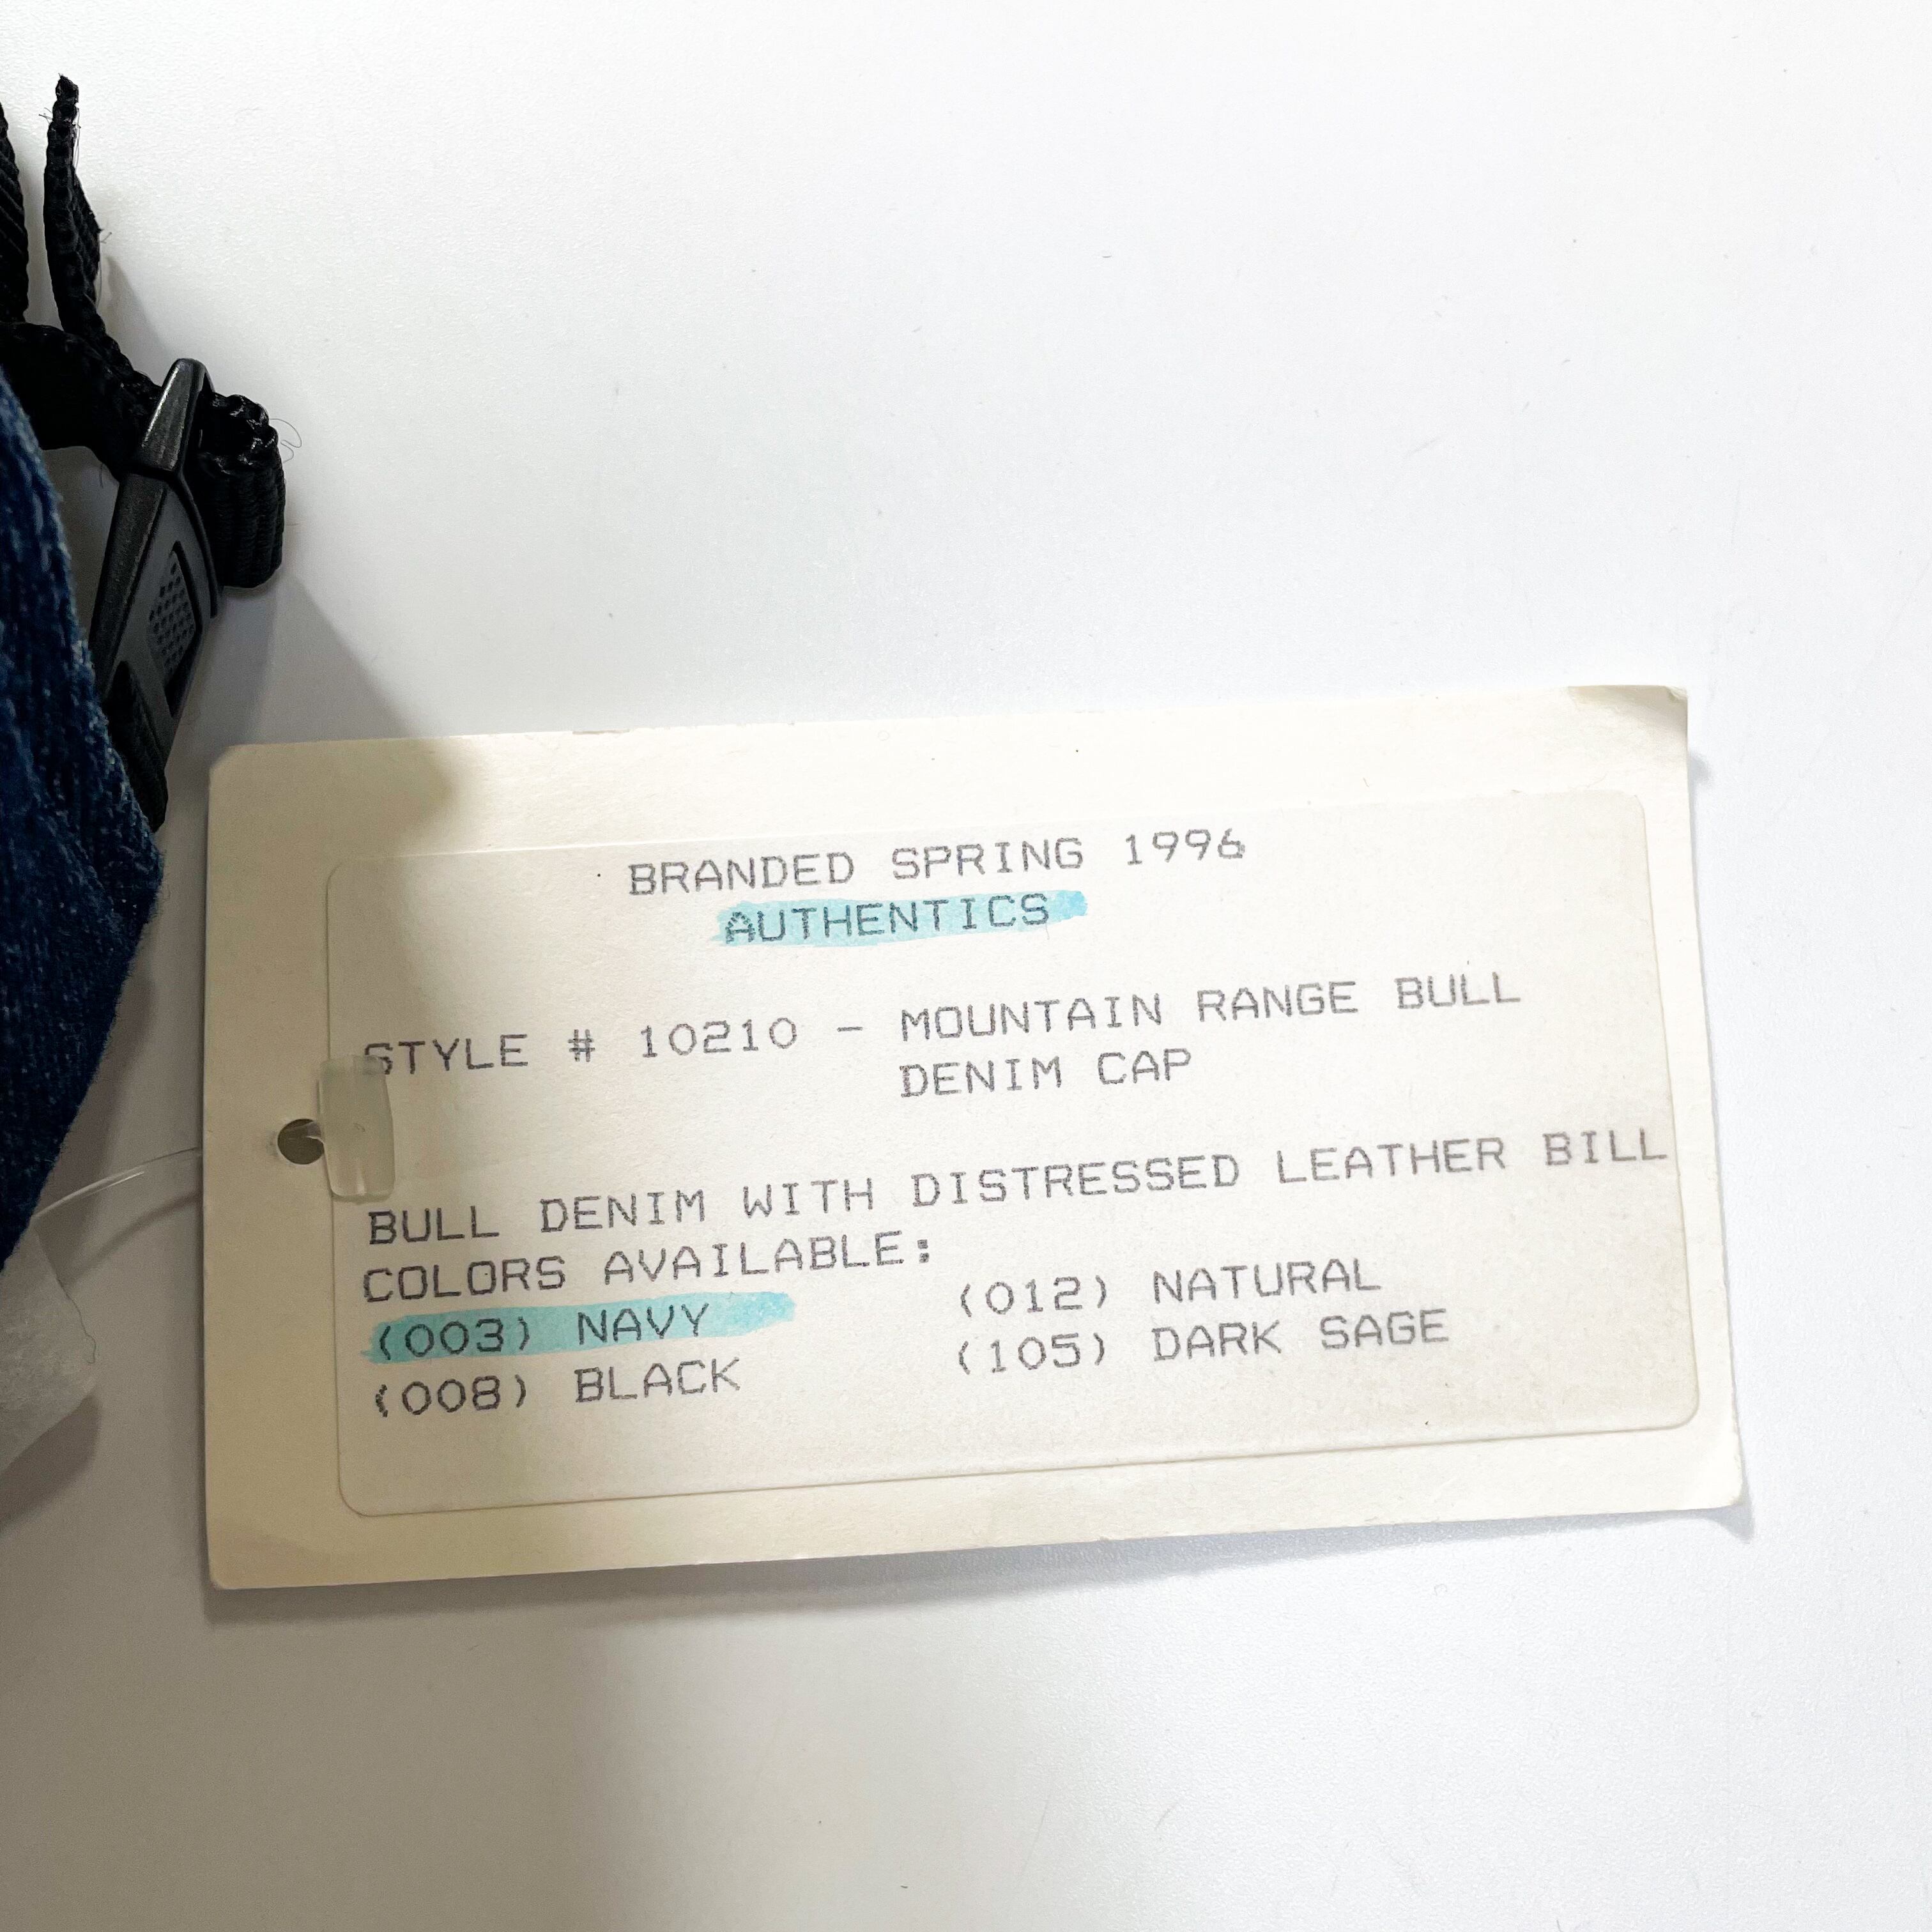 BRANDED SPRING 1996
AUTHENTICS
STYLE # 10210 - MOUNTAIN RANGE BULL
DENIM CAP
BULL DENIM WITH DISTRESSED LEATHER BILL
COLORS AVAILABLE:
(003) NAVY (012) NATURAL
(008) BLACK (105) DARK SAGE